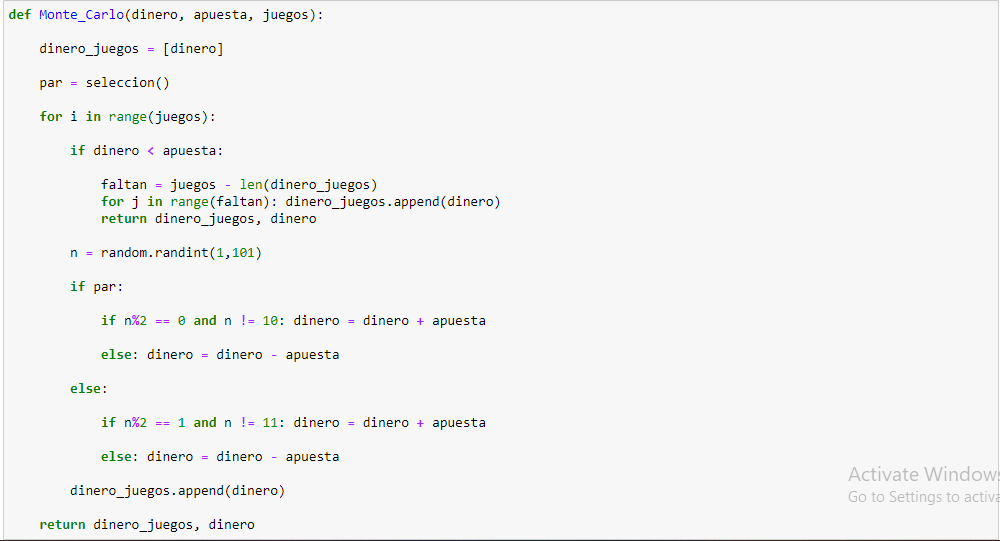 def Monte_Carlo(dinero, apuesta, juegos):
dinero_juegos = [dinero]
par = seleccion()
for i in range(juegos):
if dinero < apuesta:
faltan = juegos - len(dinero_juegos)
for j in range(faltan): dinero_juegos.append(dinero)
return dinero_juegos, dinero
n = random.randint(1,101)
if par:
if n%2 == 0 and n != 10: dinero = dinero + apuesta
else: dinero = dinero - apuesta
else:
if n%2 == 1 and n != 11: dinero = dinero + apuesta
else: dinero = dinero - apuesta
dinero_juegos.append(dinero)
return dinero_juegos, dinero
Activate Windows
Go to Settings to activa